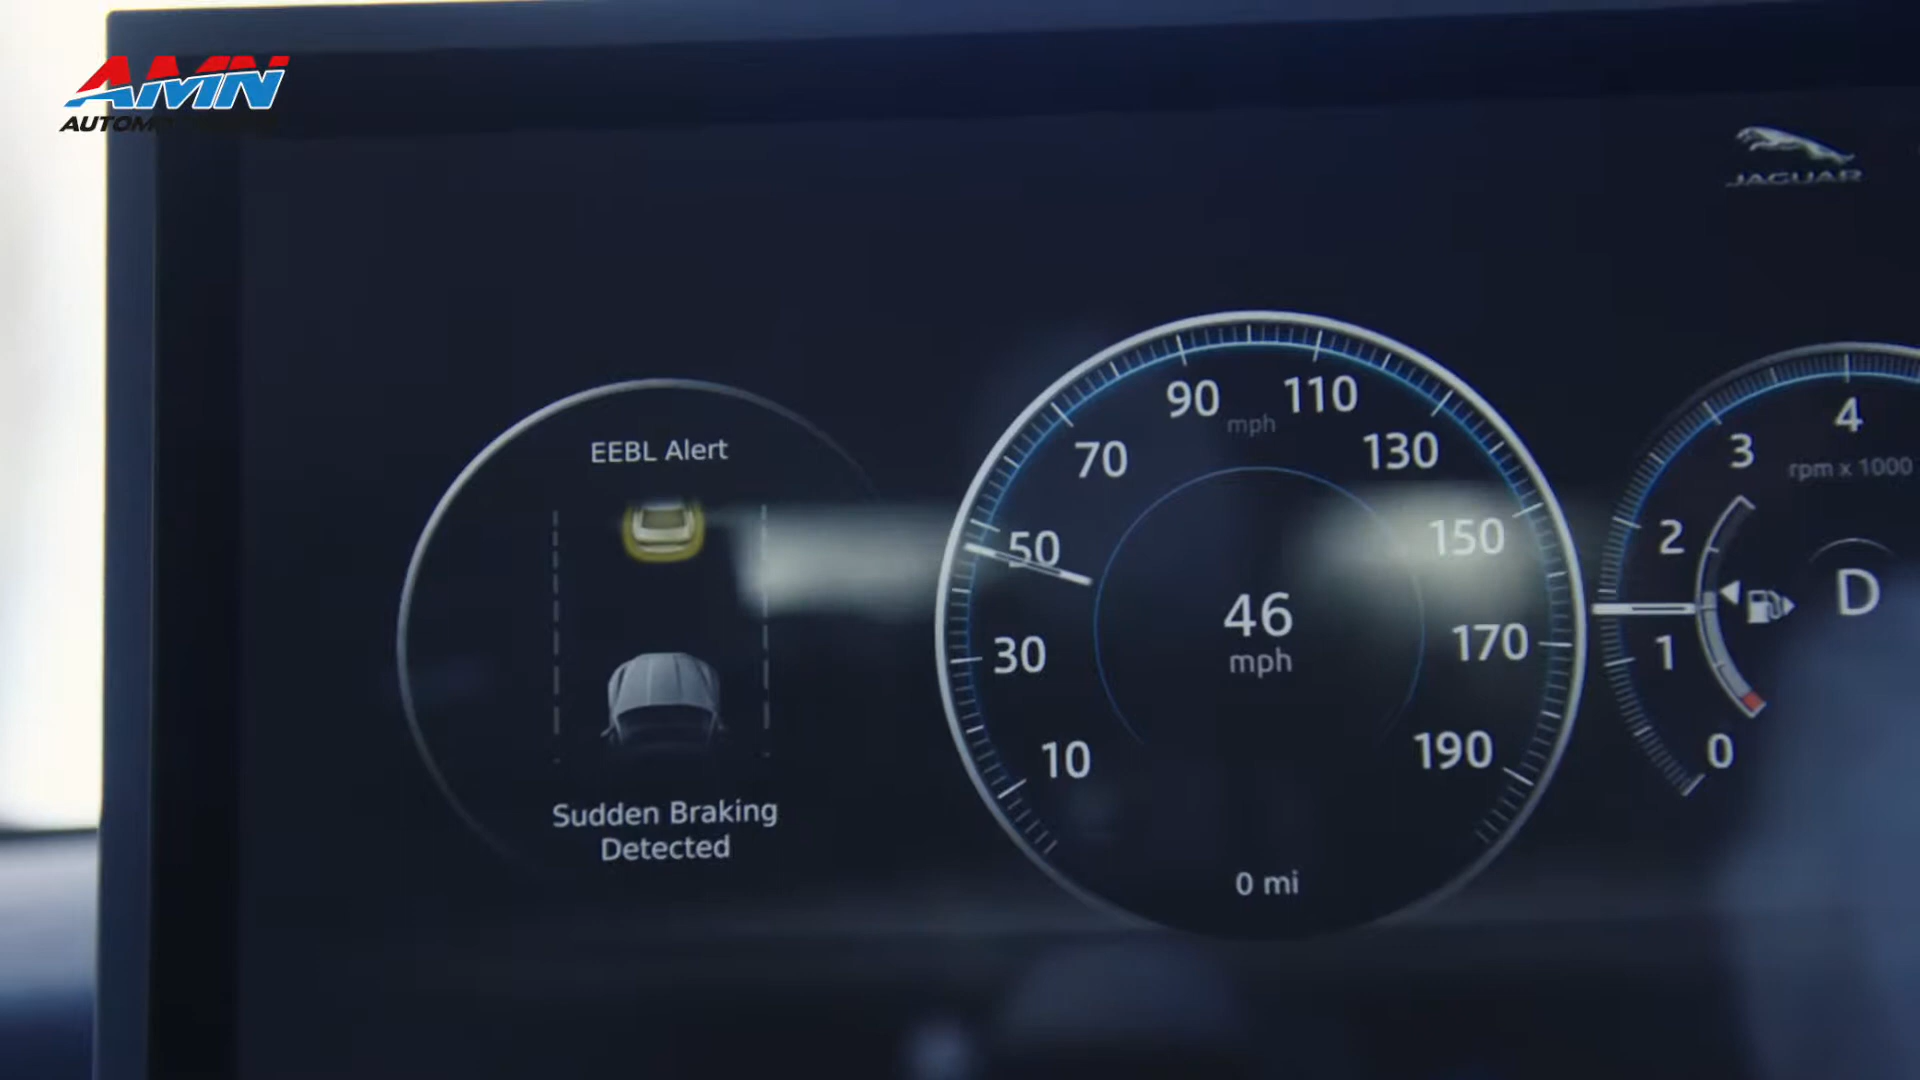 AMN
JAGUAR
EEBL Alert
Sudden Braking
Detected
10
30
50
70
90
110
130
150
170
190
mph
46
mph
0 mi
0
1
2
3
4
rpm x 1000
D